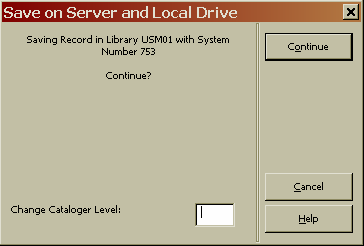 Save on Server and Local Drive
Saving Record in Library USM01 with System
Number 753
Continue?
Continue
Cancel
Change Cataloger Level:
Help